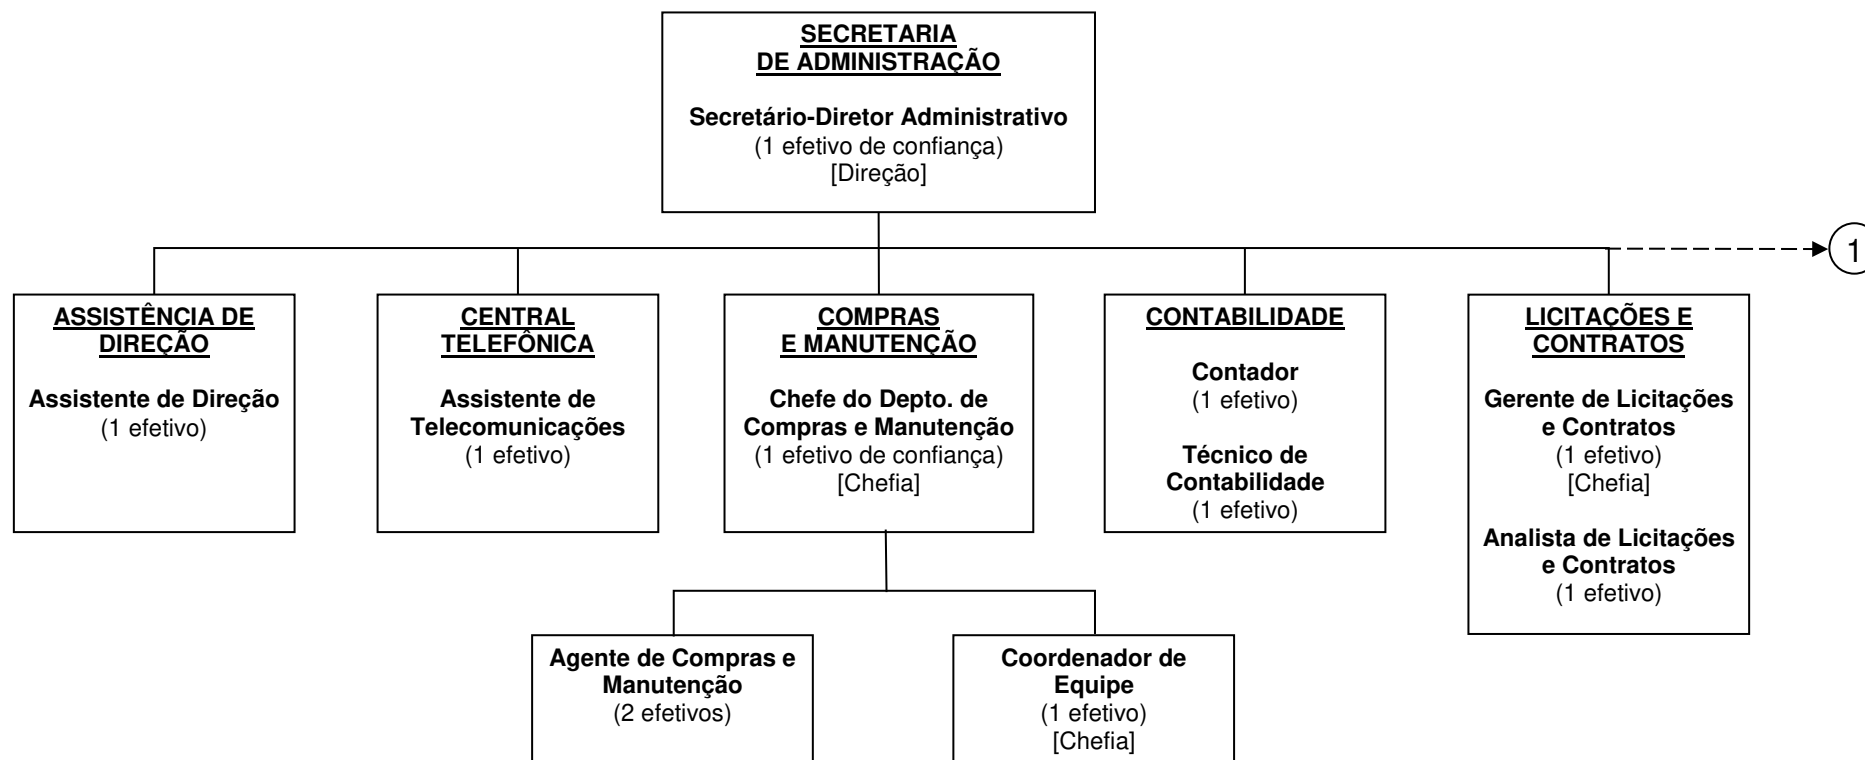 SECRETARIA
DE ADMINISTRAÇÃO
Secretário-Diretor Administrativo
(1 efetivo de confiança)
[Direção]
1
ASSISTÊNCIA DE
DIREÇÃO
Assistente de Direção
(1 efetivo)
CENTRAL
TELEFÔNICA
Assistente de
Telecomunicações
(1 efetivo)
COMPRAS
E MANUTENÇÃO
Chefe do Depto. de
Compras e Manutenção
(1 efetivo de confiança)
[Chefia]
CONTABILIDADE
Contador
(1 efetivo)
Técnico de
Contabilidade
(1 efetivo)
LICITAÇÕES E
CONTRATOS
Gerente de Licitações
e Contratos
(1 efetivo)
[Chefia]
Analista de Licitações
e Contratos
(1 efetivo)
Agente de Compras e
Manutenção
(2 efetivos)
Coordenador de
Equipe
(1 efetivo)
[Chefia]